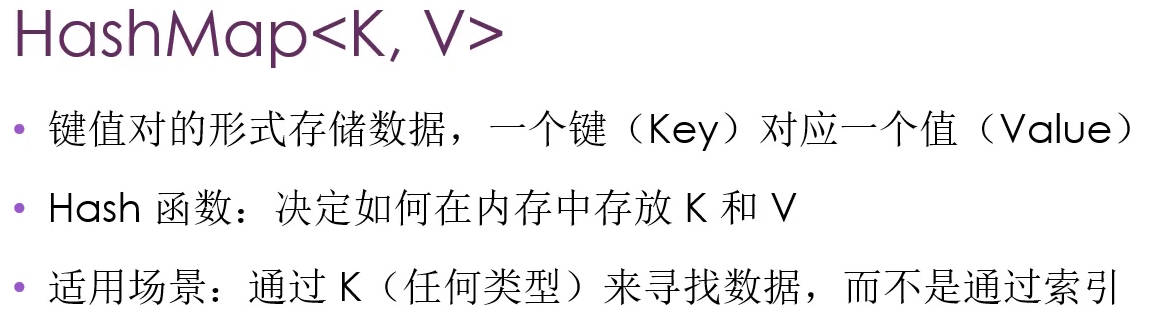 HashMap<K, V>
• 键值对的形式存储数据，一个键（Key）对应一个值（Value）
• Hash 函数：决定如何在内存中存放 K 和 V
• 适用场景：通过 K（任何类型）来寻找数据，而不是通过索引